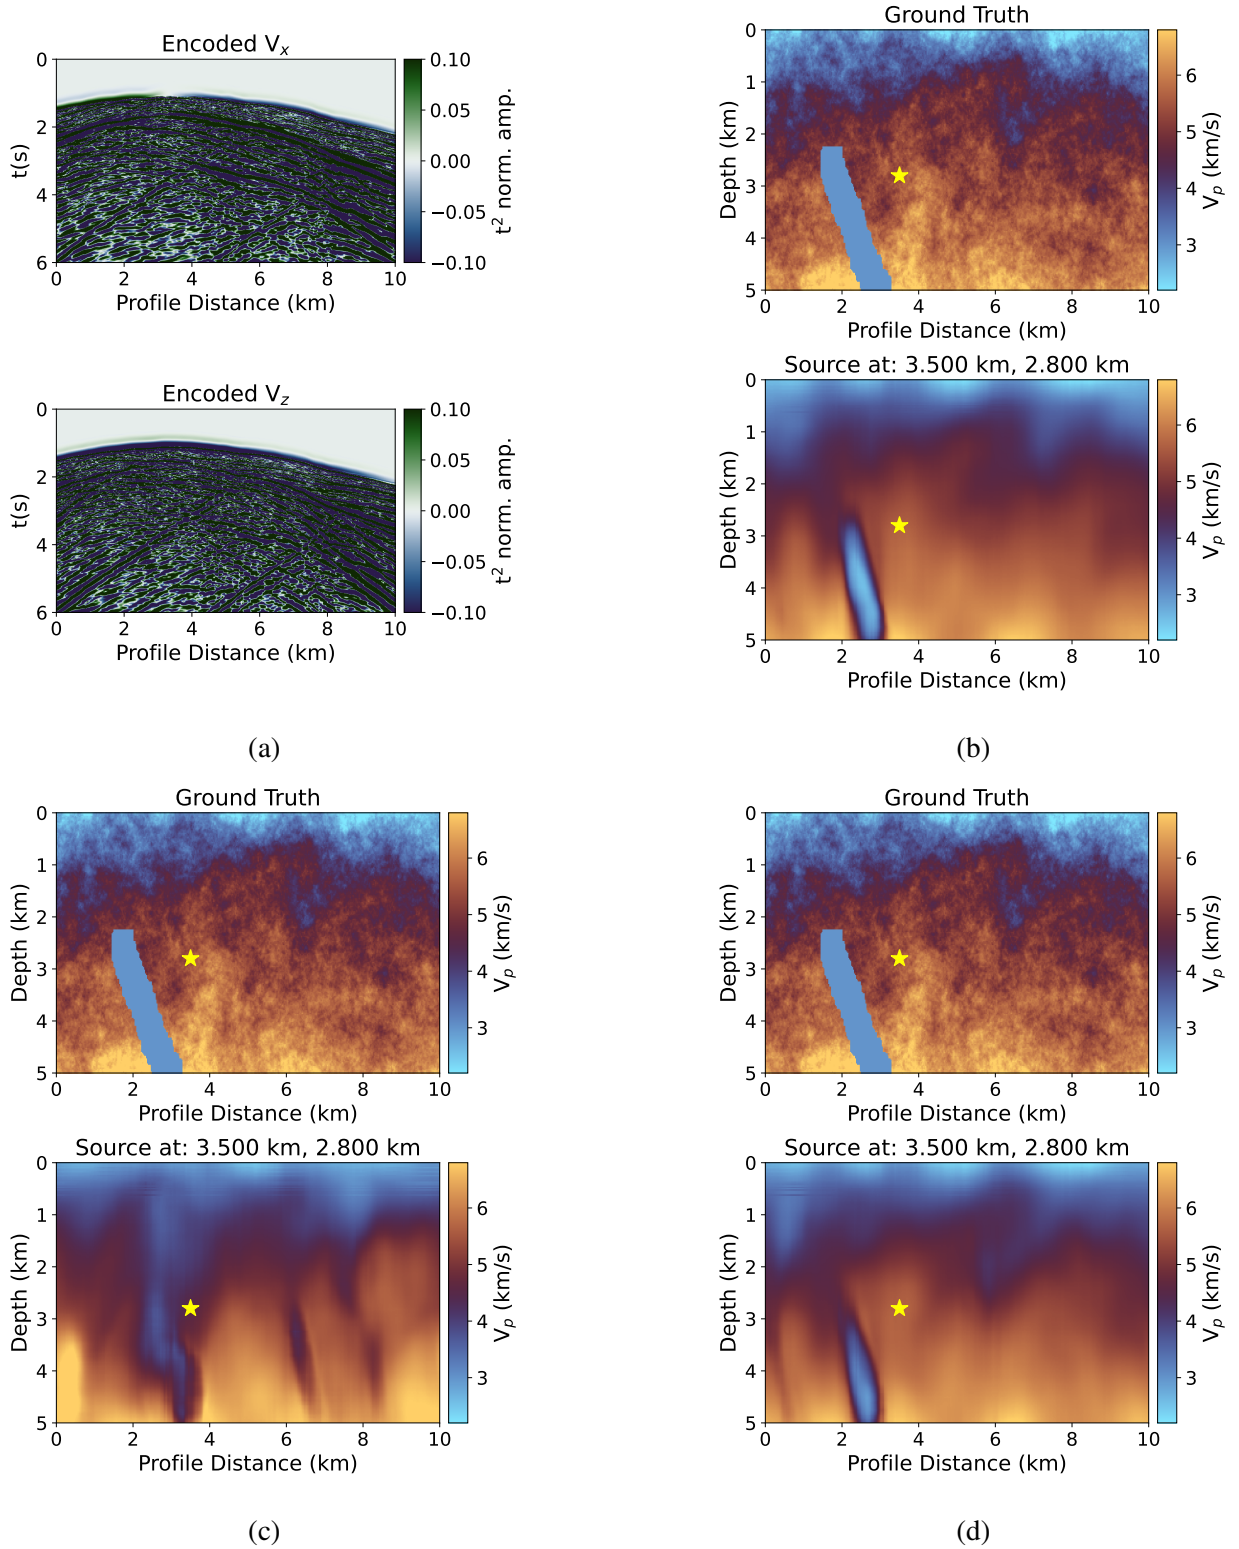 Encoded Vx
0
2
4
6
t(s)
0 2 4 6 8 10
Profile Distance (km)
0.10
0.05
0.00
−0.05
−0.10
t² norm. amp.
Encoded Vz
0
2
4
6
t(s)
0 2 4 6 8 10
Profile Distance (km)
0.10
0.05
0.00
−0.05
−0.10
t² norm. amp.
(a)
Ground Truth
0
1
2
3
4
5
Depth (km)
0 2 4 6 8 10
Profile Distance (km)
6
5
4
3
Vp (km/s)
Source at: 3.500 km, 2.800 km
0
1
2
3
4
5
Depth (km)
0 2 4 6 8 10
Profile Distance (km)
6
5
4
3
Vp (km/s)
(b)
Ground Truth
0
1
2
3
4
5
Depth (km)
0 2 4 6 8 10
Profile Distance (km)
6
5
4
3
Vp (km/s)
Source at: 3.500 km, 2.800 km
0
1
2
3
4
5
Depth (km)
0 2 4 6 8 10
Profile Distance (km)
6
5
4
3
Vp (km/s)
(c)
Ground Truth
0
1
2
3
4
5
Depth (km)
0 2 4 6 8 10
Profile Distance (km)
6
5
4
3
Vp (km/s)
Source at: 3.500 km, 2.800 km
0
1
2
3
4
5
Depth (km)
0 2 4 6 8 10
Profile Distance (km)
6
5
4
3
Vp (km/s)
(d)